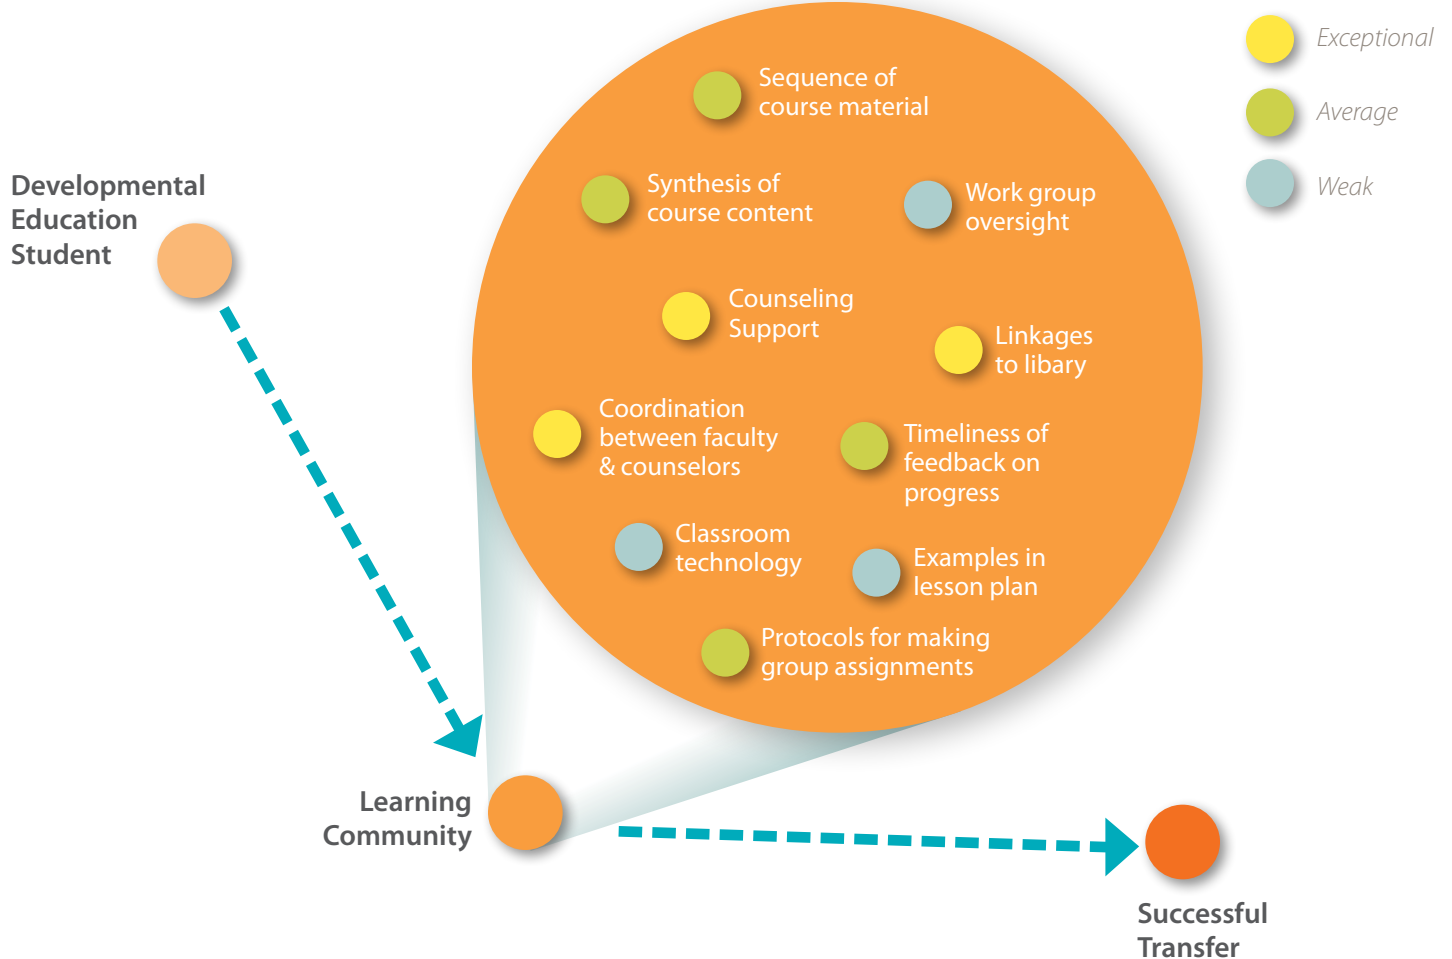 Exceptional
Average
Weak
Developmental
Education
Student
Sequence of
course material
Synthesis of
course content
Work group
oversight
Counseling
Support
Linkages
to libary
Coordination
between faculty
& counselors
Timeliness of
feedback on
progress
Classroom
technology
Examples in
lesson plan
Protocols for making
group assignments
Learning
Community
Successful
Transfer